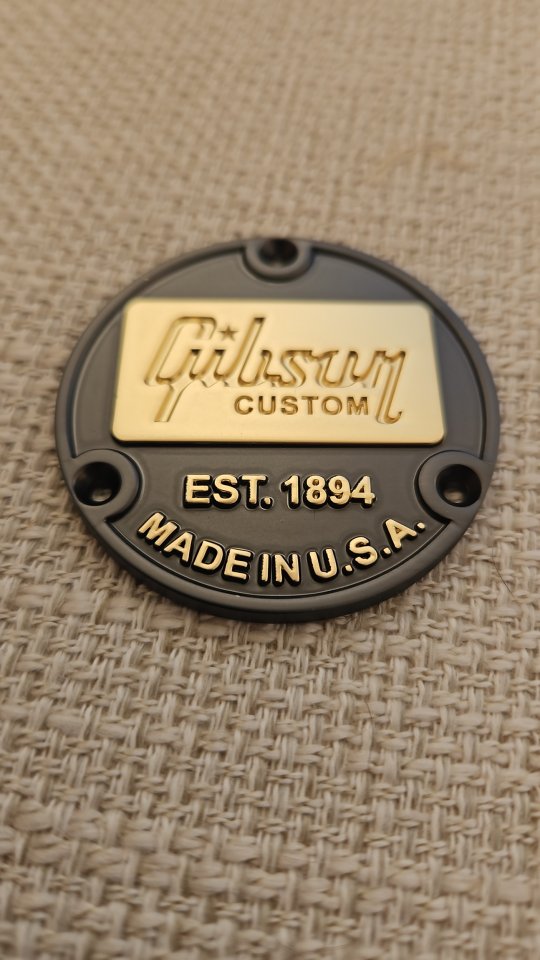 Gibson
CUSTOM
EST. 1894
MADE IN U.S.A.